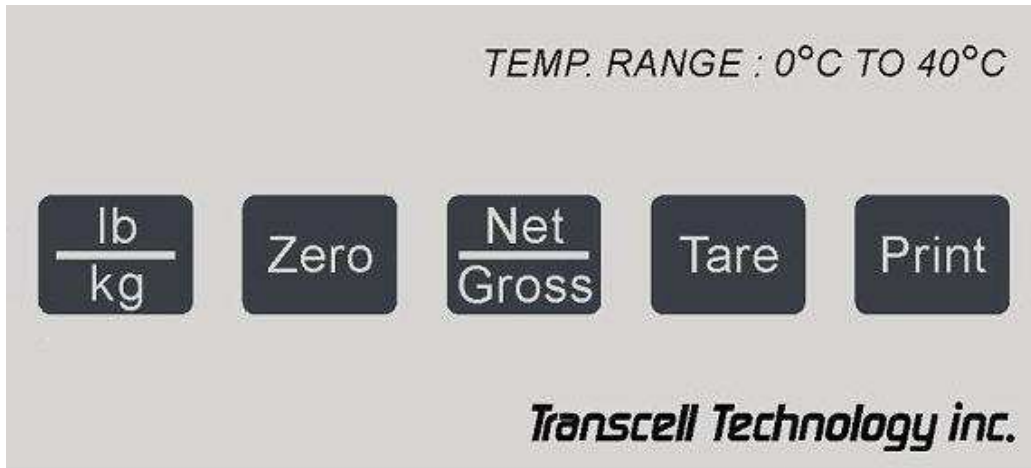 TEMP. RANGE : 0°C TO 40°C
lb
kg
Zero
Net
Gross
Tare
Print
Transcell Technology inc.